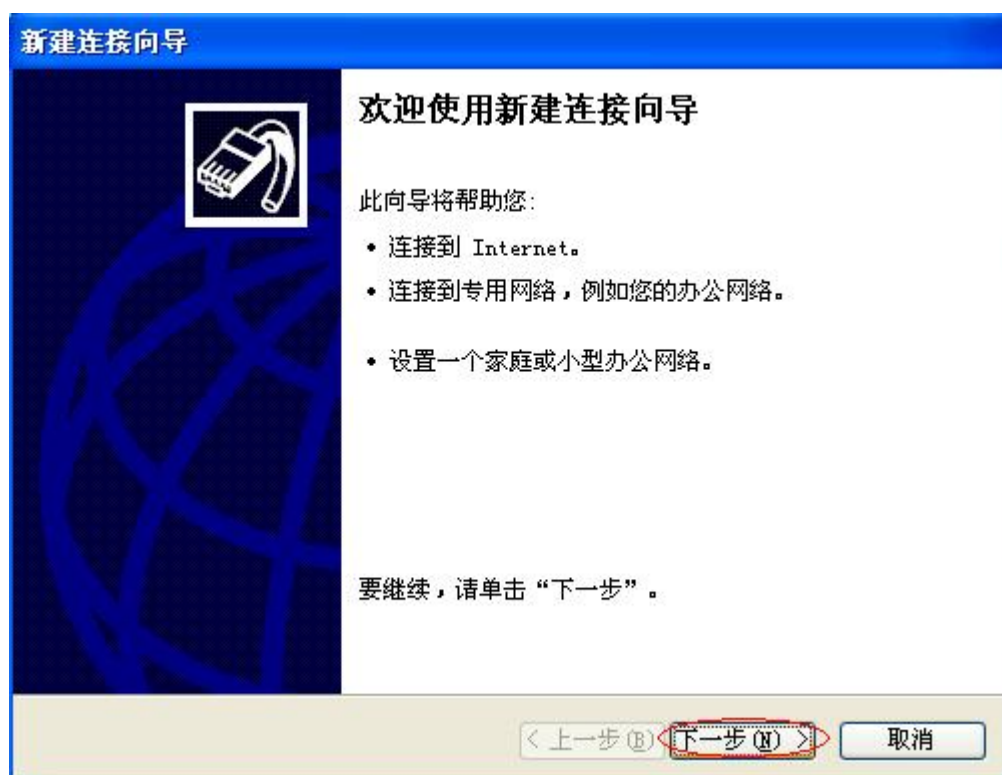 新建连接向导
欢迎使用新建连接向导
此向导将帮助您:
• 连接到 Internet。
• 连接到专用网络，例如您的办公网络。
• 设置一个家庭或小型办公网络。
要继续，请单击“下一步”。
< 上一步(B) 下一步(N) > 取消